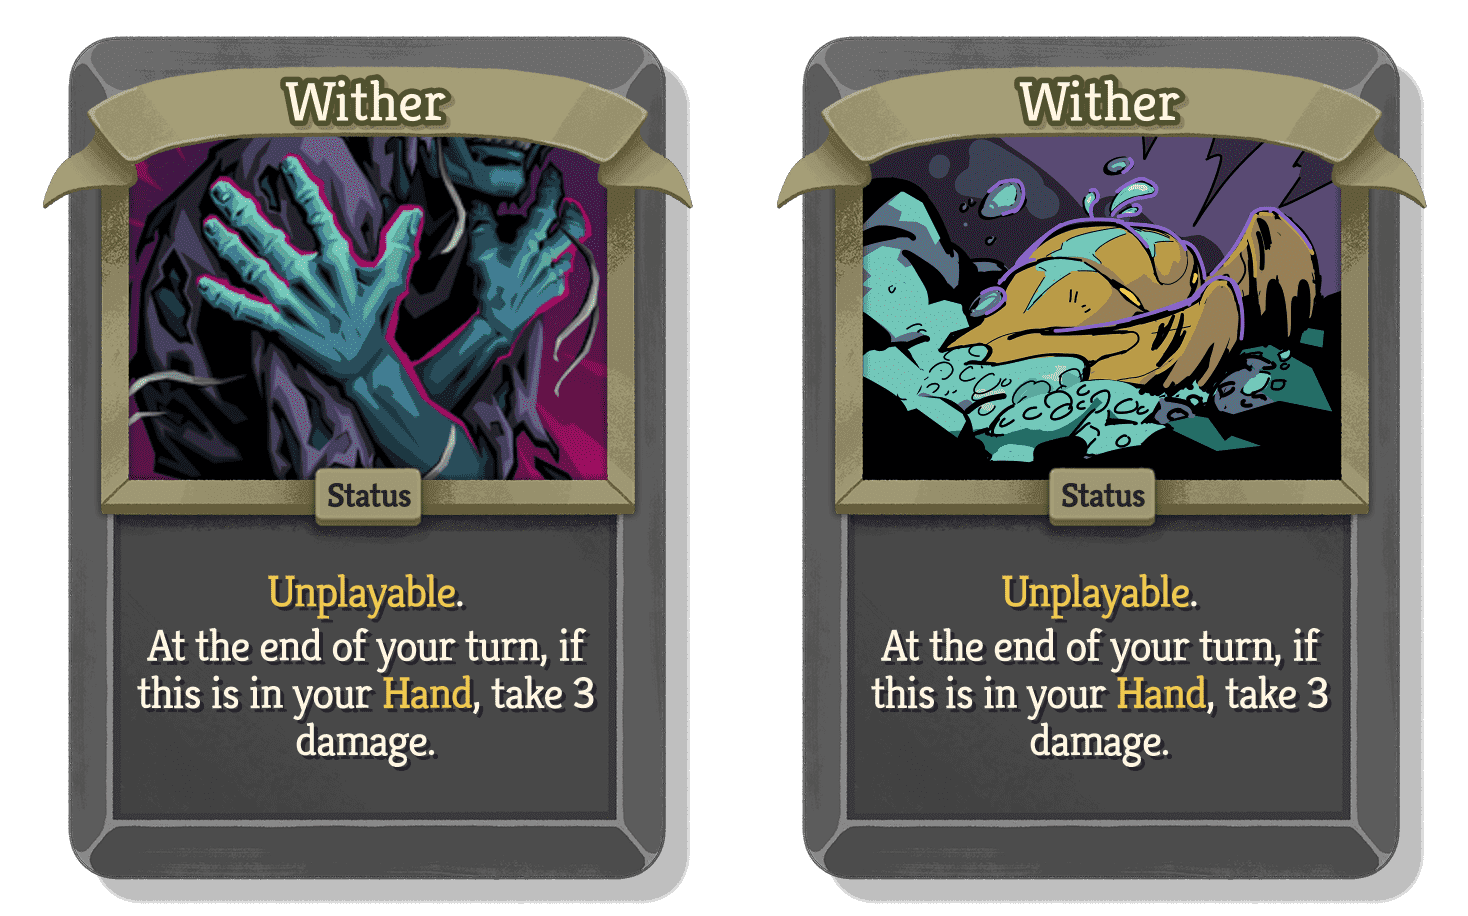 Wither
Status
Unplayable.
At the end of your turn, if
this is in your Hand, take 3
damage.
Wither
Status
Unplayable.
At the end of your turn, if
this is in your Hand, take 3
damage.